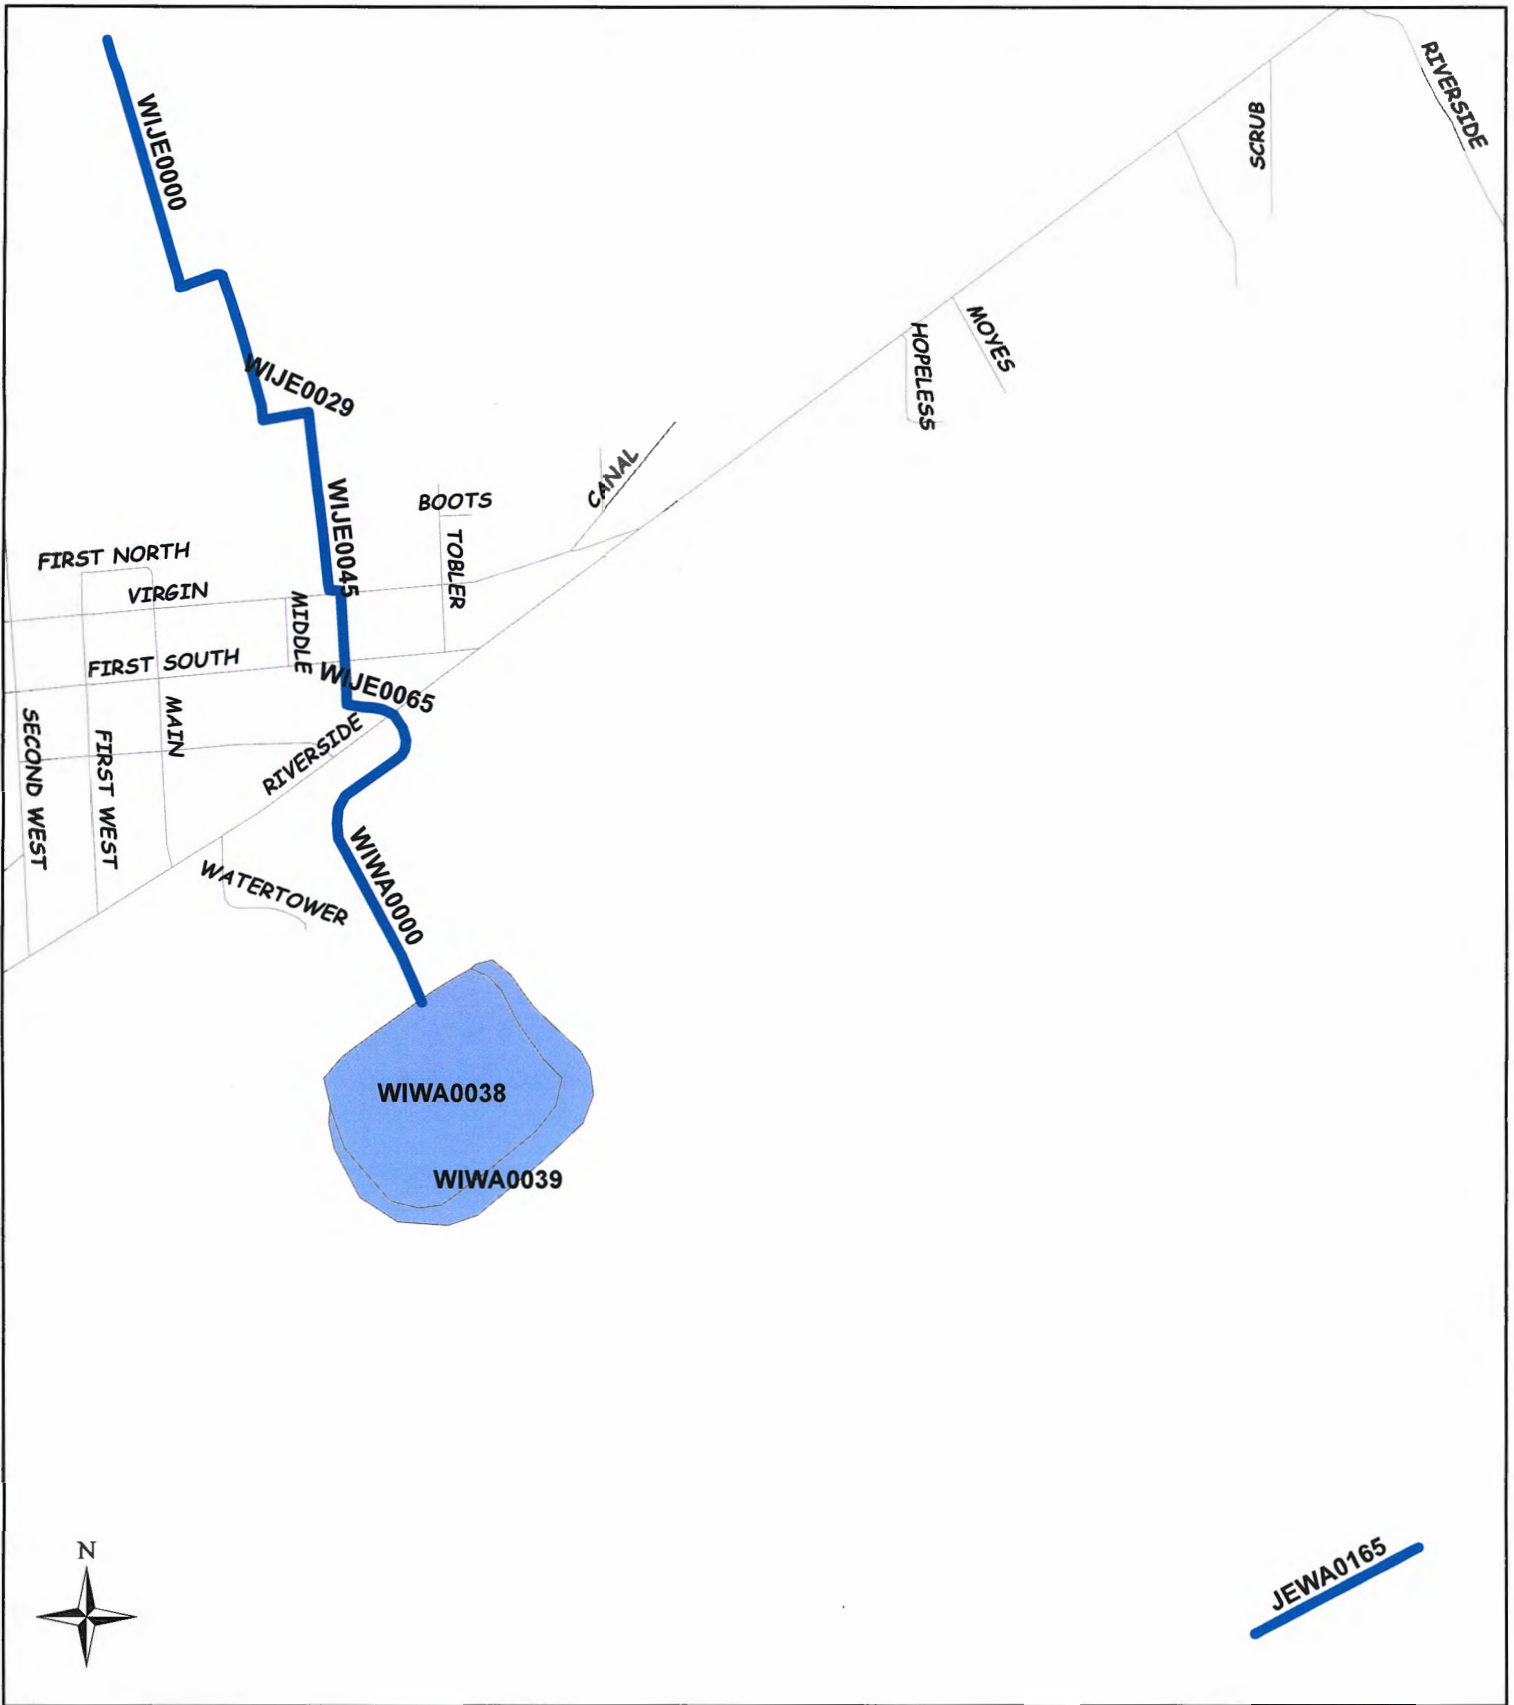 WIJE0000
RIVERSIDE
SCRUB
MOYES
HOPELESS
WIJE0029
WIJE0045
CANAL
BOOTS
TOBLER
FIRST NORTH
VIRGIN
MIDDLE
FIRST SOUTH
WIJE0065
MAIN
SECOND WEST
FIRST WEST
RIVERSIDE
WATERTOWER
WIWA0000
WIWA0038
WIWA0039
N
JEWA0165